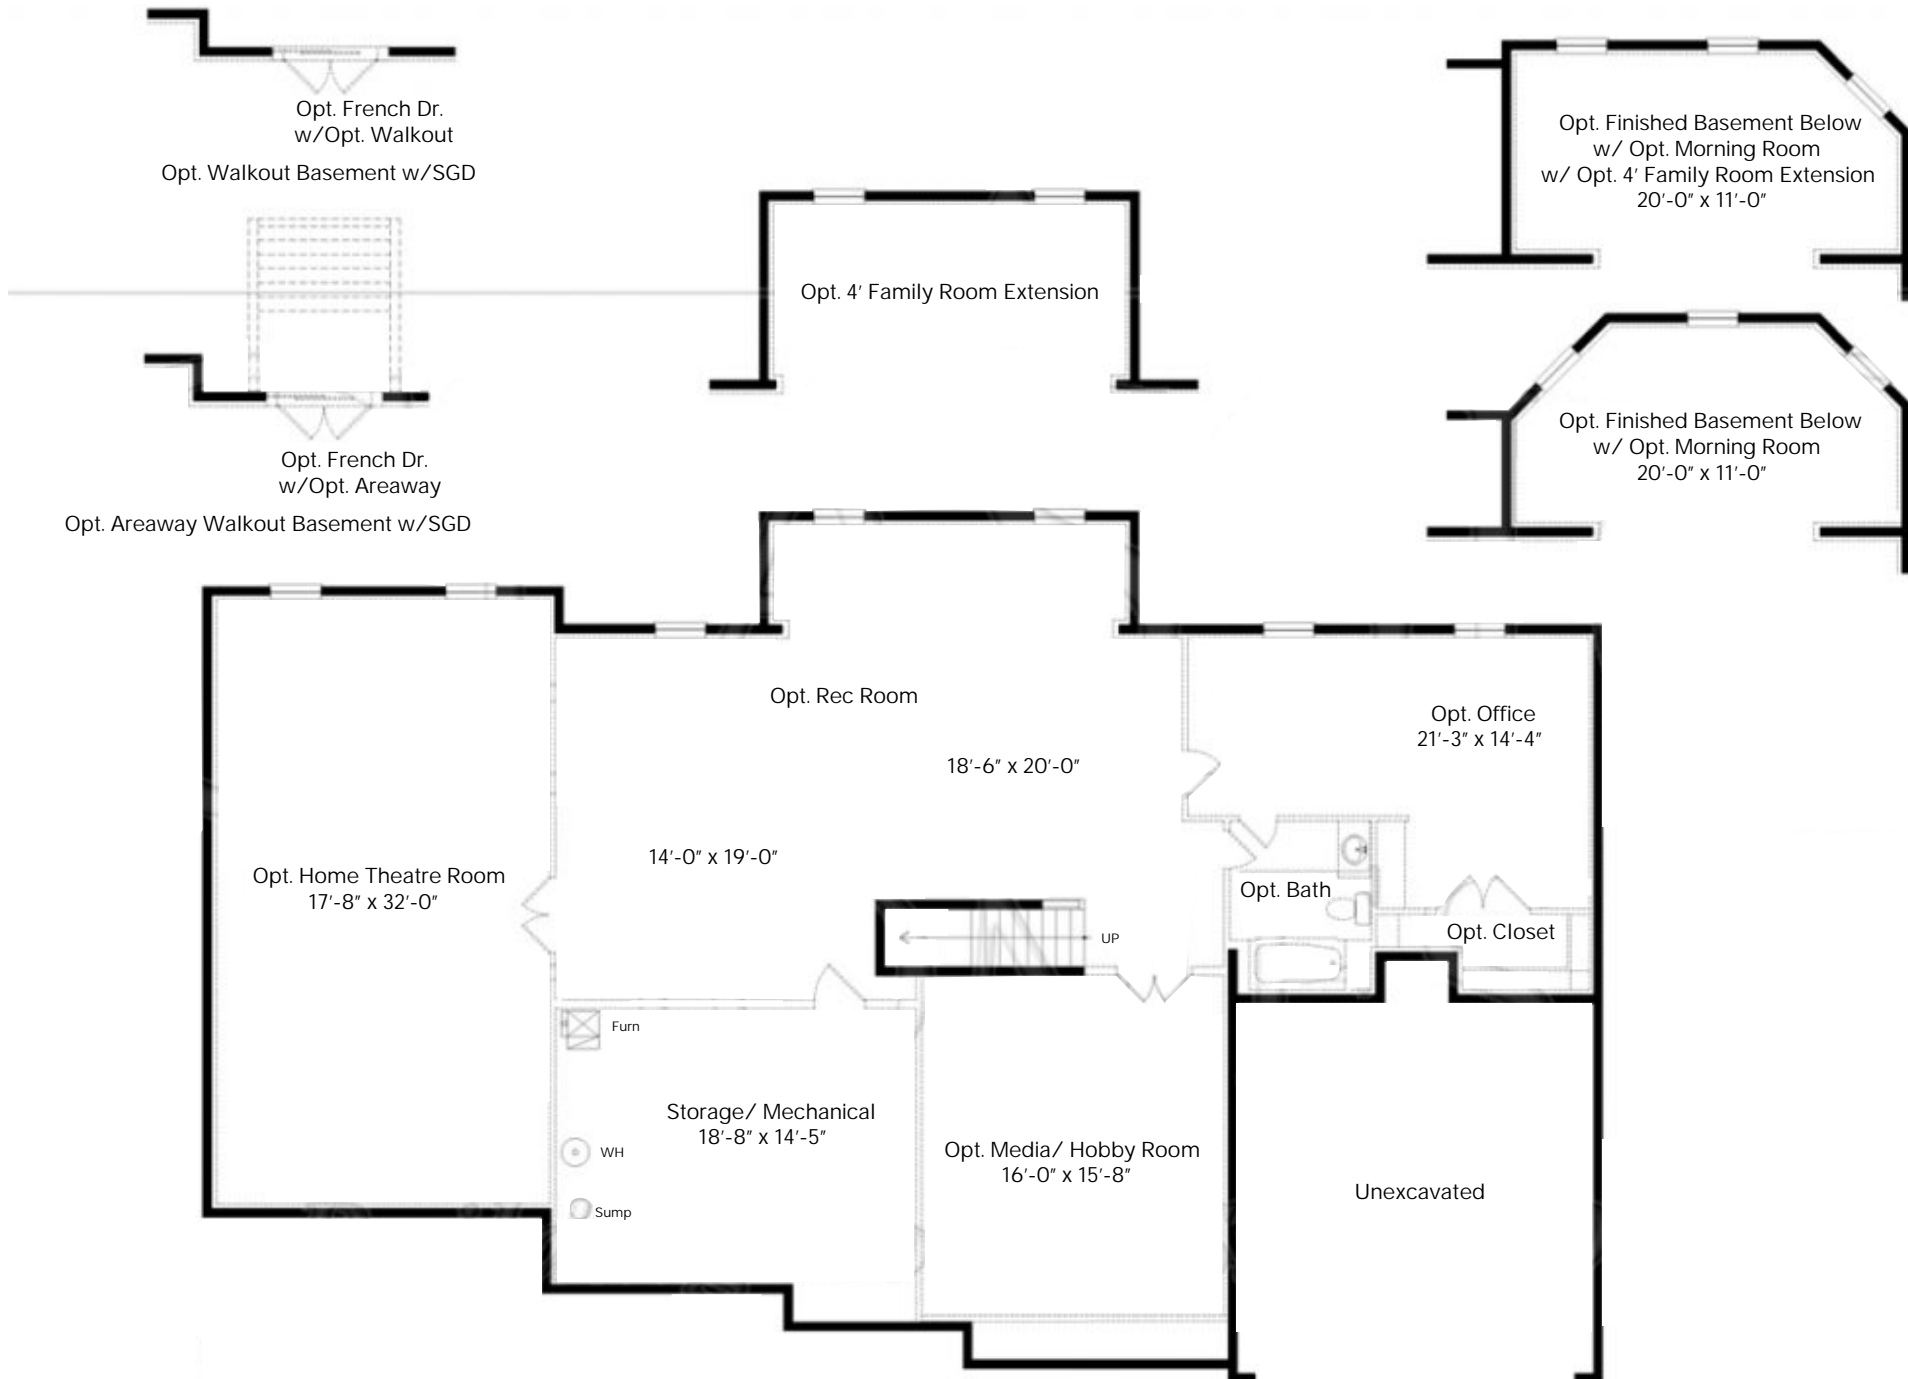 Opt. French Dr.
w/Opt. Walkout
Opt. Walkout Basement w/SGD
Opt. Finished Basement Below
w/ Opt. Morning Room
w/ Opt. 4' Family Room Extension
20'-0" x 11'-0"
Opt. 4' Family Room Extension
Opt. French Dr.
w/Opt. Areaway
Opt. Areaway Walkout Basement w/SGD
Opt. Finished Basement Below
w/ Opt. Morning Room
20'-0" x 11'-0"
Opt. Rec Room
18'-6" x 20'-0"
14'-0" x 19'-0"
Opt. Office
21'-3" x 14'-4"
Opt. Home Theatre Room
17'-8" x 32'-0"
Opt. Bath
Opt. Closet
UP
Furn
Storage/ Mechanical
18'-8" x 14'-5"
WH
Sump
Opt. Media/ Hobby Room
16'-0" x 15'-8"
Unexcavated